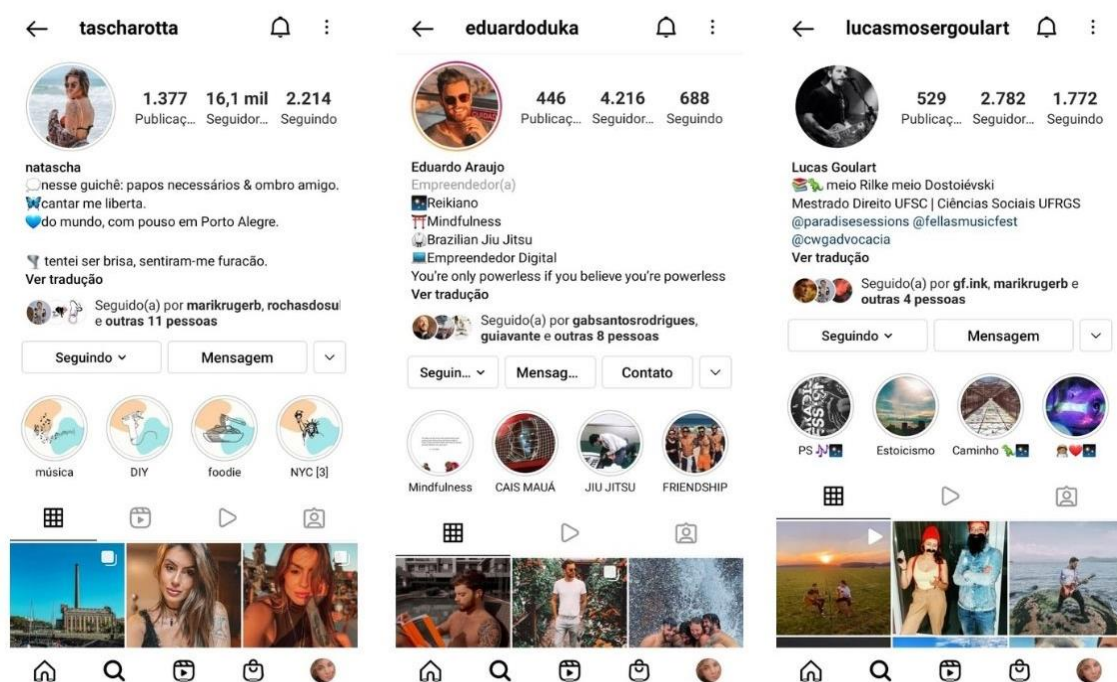 tascharotta
1.377 16,1 mil 2.214
Publicaç... Seguidor... Seguindo
natascha
nesse guichê: papos necessários & ombro amigo.
cantar me liberta.
do mundo, com pouso em Porto Alegre.
tentei ser brisa, sentiram-me furacão.
Ver tradução
Seguido(a) por marikrugerb, rochasdosul
e outras 11 pessoas
Seguindo Mensagem
música DIY foodie NYC [3]
eduardoduka
446 4.216 688
Publicaç... Seguidor... Seguindo
Eduardo Araujo
Empreendedor(a)
Reikiano
Mindfulness
Brazilian Jiu Jitsu
Empreendedor Digital
You're only powerless if you believe you're powerless
Ver tradução
Seguido(a) por gabsantosrodrigues,
guiavante e outras 8 pessoas
Seguin... Mensag... Contato
Mindfulness CAIS MAUÁ JIU JITSU FRIENDSHIP
lucasmosergoulart
529 2.782 1.772
Publicaç... Seguidor... Seguindo
Lucas Goulart
meio Rilke meio Dostoiévski
Mestrado Direito UFSC | Ciências Sociais UFRGS
@paradisesessions @fellasmusicfest
@cwgadvocacia
Ver tradução
Seguido(a) por gf.ink, marikrugerb e
outras 4 pessoas
Seguindo Mensagem
PS Estoicismo Caminho